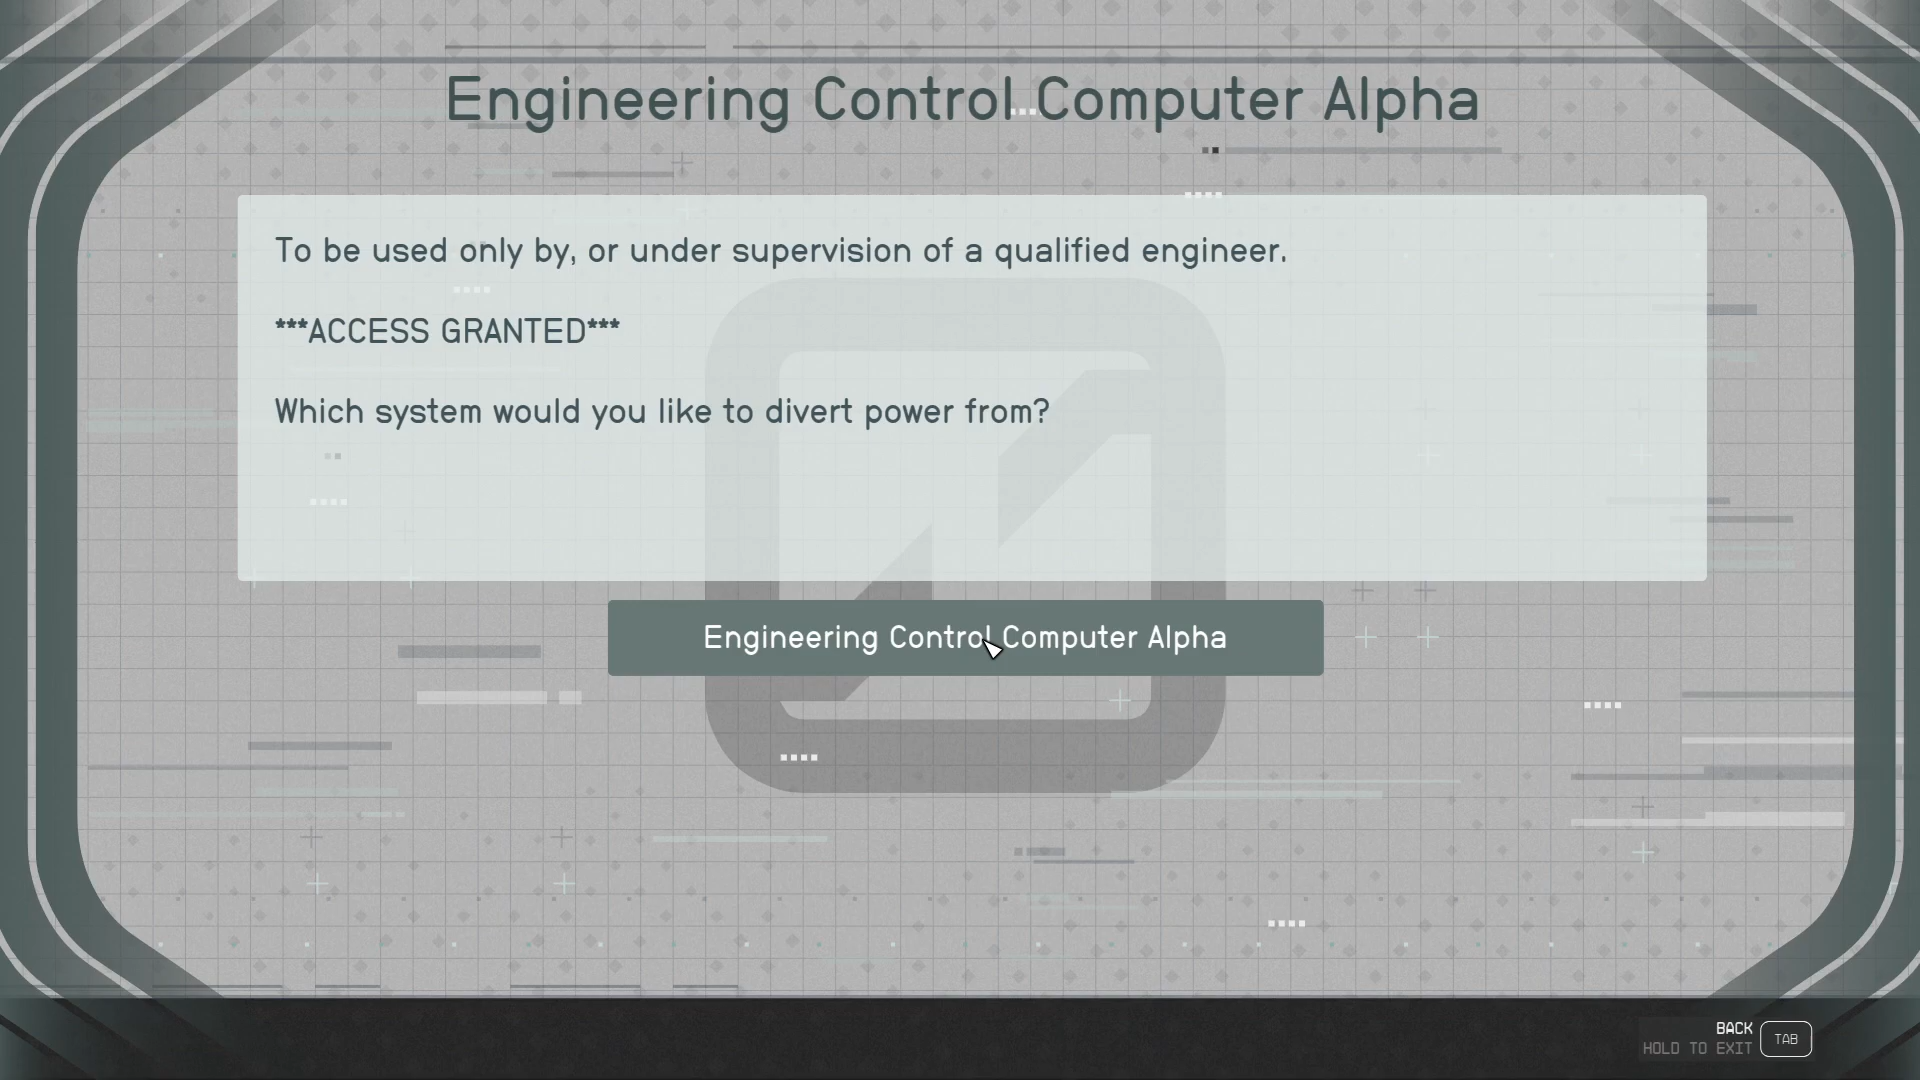 Engineering Control Computer Alpha
To be used only by, or under supervision of a qualified engineer.
***ACCESS GRANTED***
Which system would you like to divert power from?
Engineering Control Computer Alpha
BACK
HOLD TO EXIT
TAB